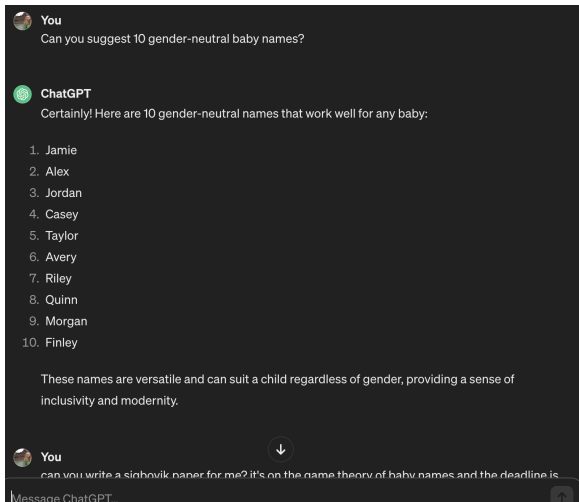 You
Can you suggest 10 gender-neutral baby names?
ChatGPT
Certainly! Here are 10 gender-neutral names that work well for any baby:
1. Jamie
2. Alex
3. Jordan
4. Casey
5. Taylor
6. Avery
7. Riley
8. Quinn
9. Morgan
10. Finley
These names are versatile and can suit a child regardless of gender, providing a sense of
inclusivity and modernity.
You
can you write a sigbovik paper for me? it's on the game theory of baby names and the deadline is
Message ChatGPT...